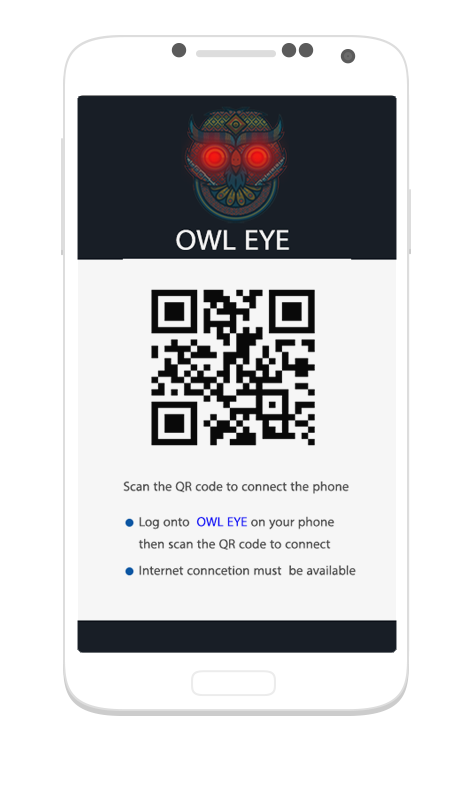 OWL EYE
Scan the QR code to connect the phone
Log onto OWL EYE on your phone
then scan the QR code to connect
Internet conncetion must be available